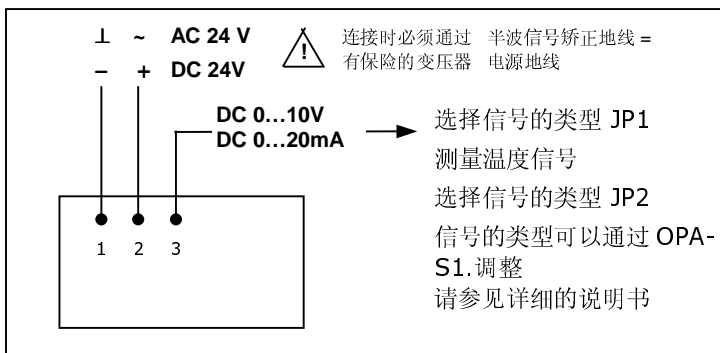 ⊥ ~ AC 24 V
– + DC 24V
!
连接时必须通过 半波信号矫正地线 =
有保险的变压器 电源地线
DC 0...10V
DC 0...20mA
选择信号的类型 JP1
测量温度信号
选择信号的类型 JP2
信号的类型可以通过 OPA-
S1.调整
请参见详细的说明书
1 2 3